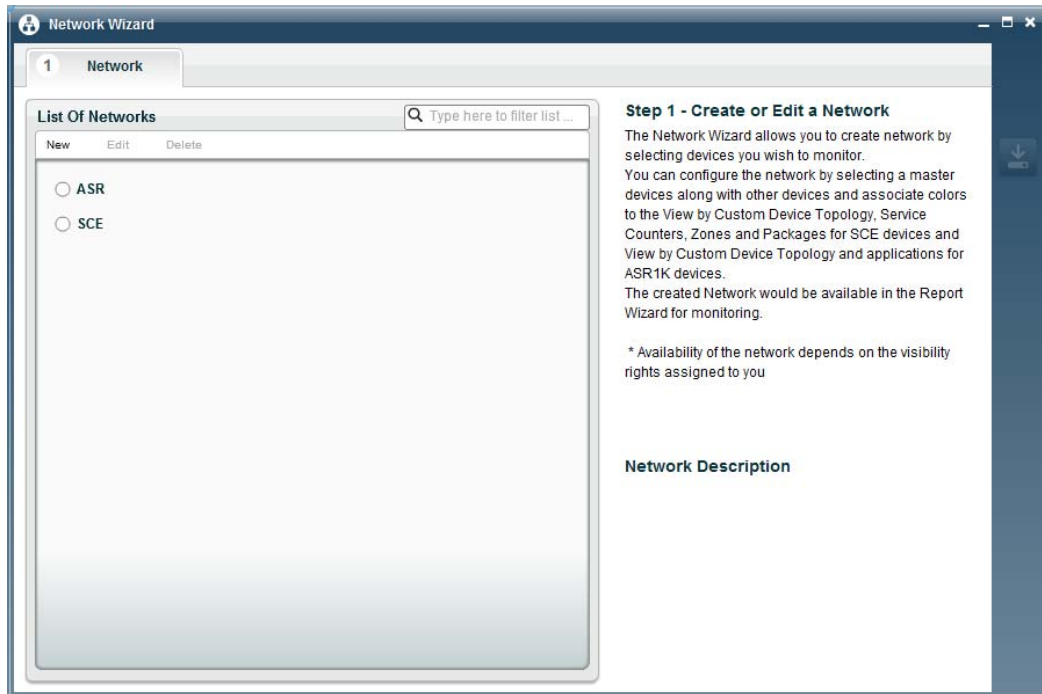 Network Wizard
1 Network
List Of Networks
Type here to filter list ...
New Edit Delete
ASR
SCE
Step 1 - Create or Edit a Network
The Network Wizard allows you to create network by
selecting devices you wish to monitor.
You can configure the network by selecting a master
devices along with other devices and associate colors
to the View by Custom Device Topology, Service
Counters, Zones and Packages for SCE devices and
View by Custom Device Topology and applications for
ASR1K devices.
The created Network would be available in the Report
Wizard for monitoring.
* Availability of the network depends on the visibility
rights assigned to you
Network Description